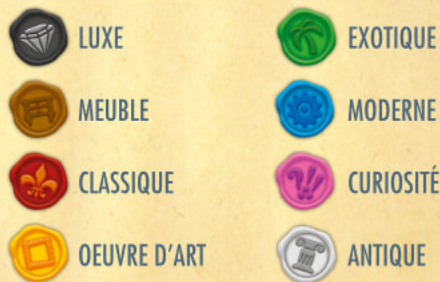 LUXE
MEUBLE
CLASSIQUE
OEUVRE D'ART
EXOTIQUE
MODERNE
CURIOSITÉ
ANTIQUE